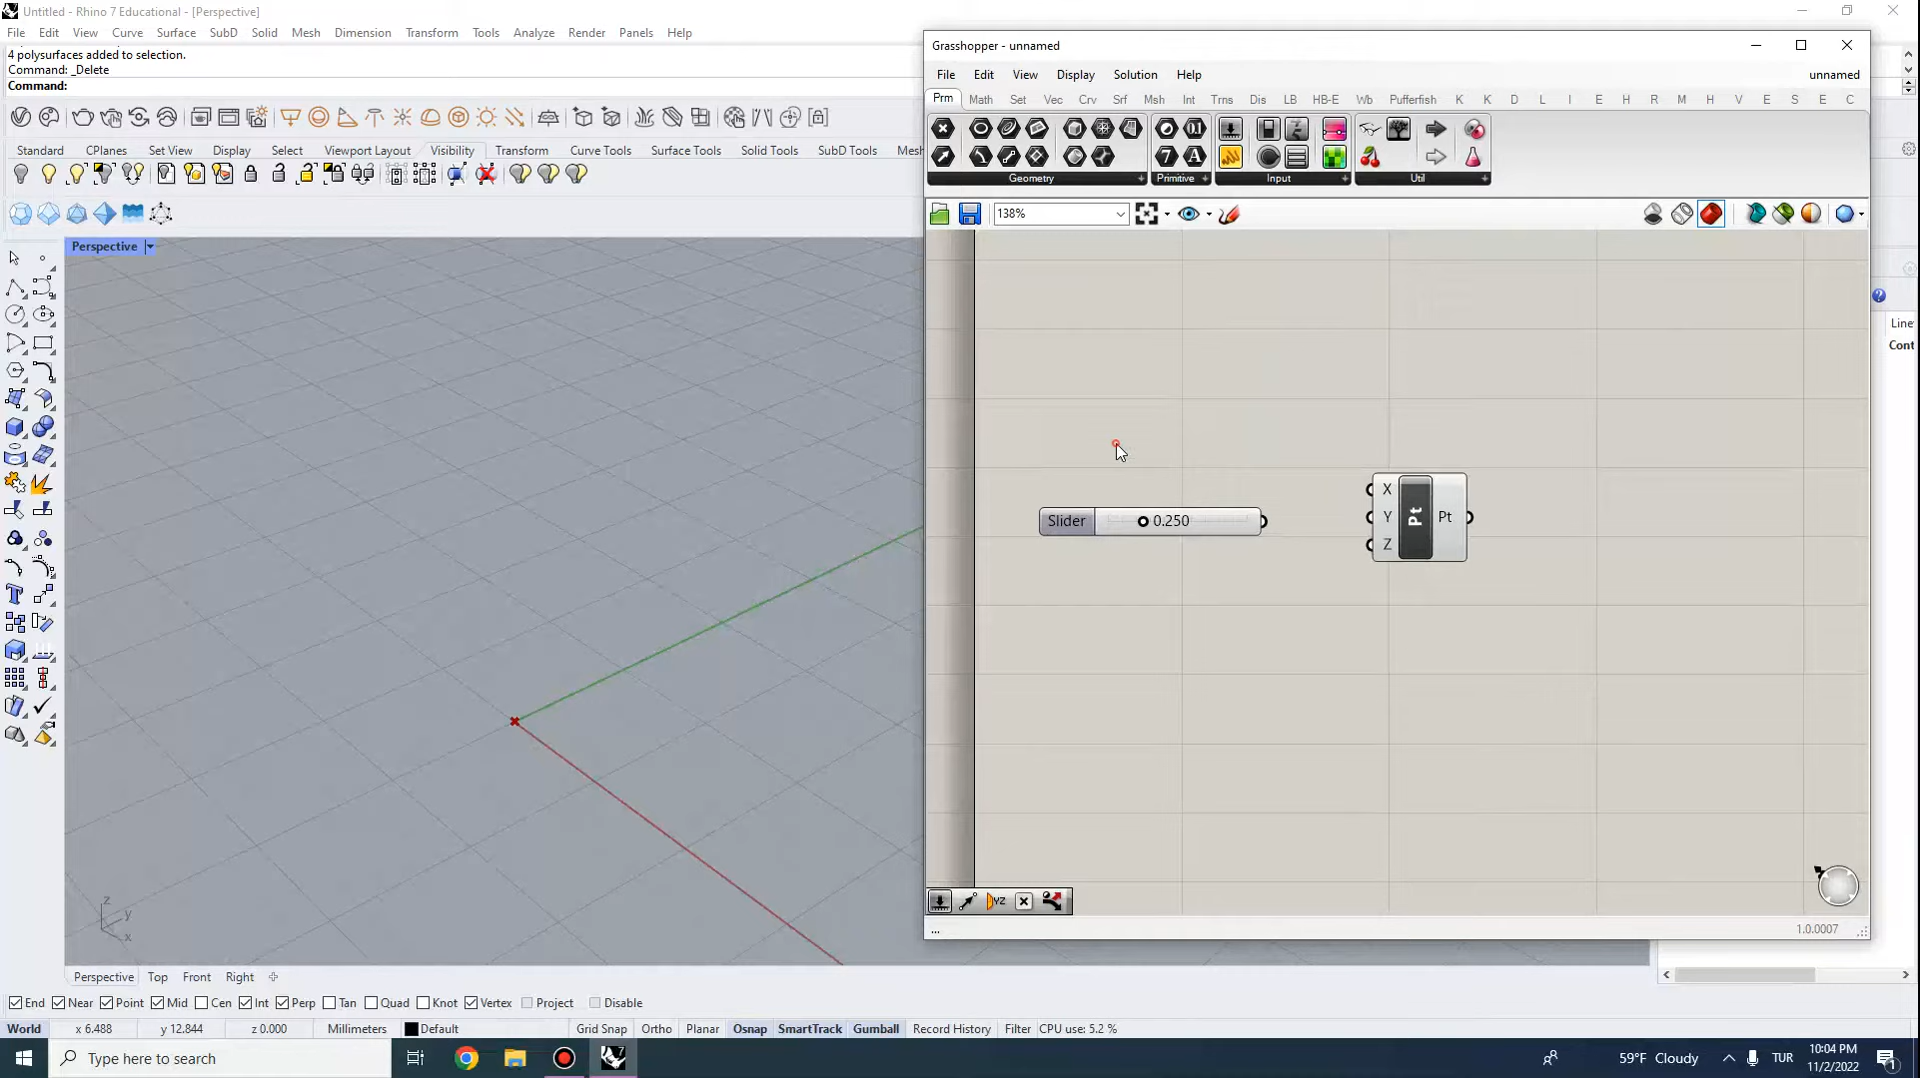 Untitled - Rhino 7 Educational - [Perspective]
File Edit View Curve Surface SubD Solid Mesh Dimension Transform Tools Analyze Render Panels Help
4 polysurfaces added to selection.
Command: _Delete
Command:
Standard CPlanes Set View Display Select Viewport Layout Visibility Transform Curve Tools Surface Tools Solid Tools SubD Tools Mesh
Perspective
Grasshopper - unnamed
File Edit View Display Solution Help unnamed
Prm Math Set Vec Crv Srf Msh Int Trns Dis LB HB-E Wb Pufferfish K K D L I E H R M H V E S E C
Geometry Primitive Input Util
138%
Slider 0.250
X
Y
Z
Pt
Pt
YZ
...
1.0.0007
Line
Cont
z
y
x
Perspective Top Front Right
End Near Point Mid Cen Int Perp Tan Quad Knot Vertex Project Disable
World x 6.488 y 12.844 z 0.000 Millimeters Default Grid Snap Ortho Planar Osnap SmartTrack Gumball Record History Filter CPU use: 5.2 %
Type here to search
59°F Cloudy
TUR
10:04 PM
11/2/2022
1